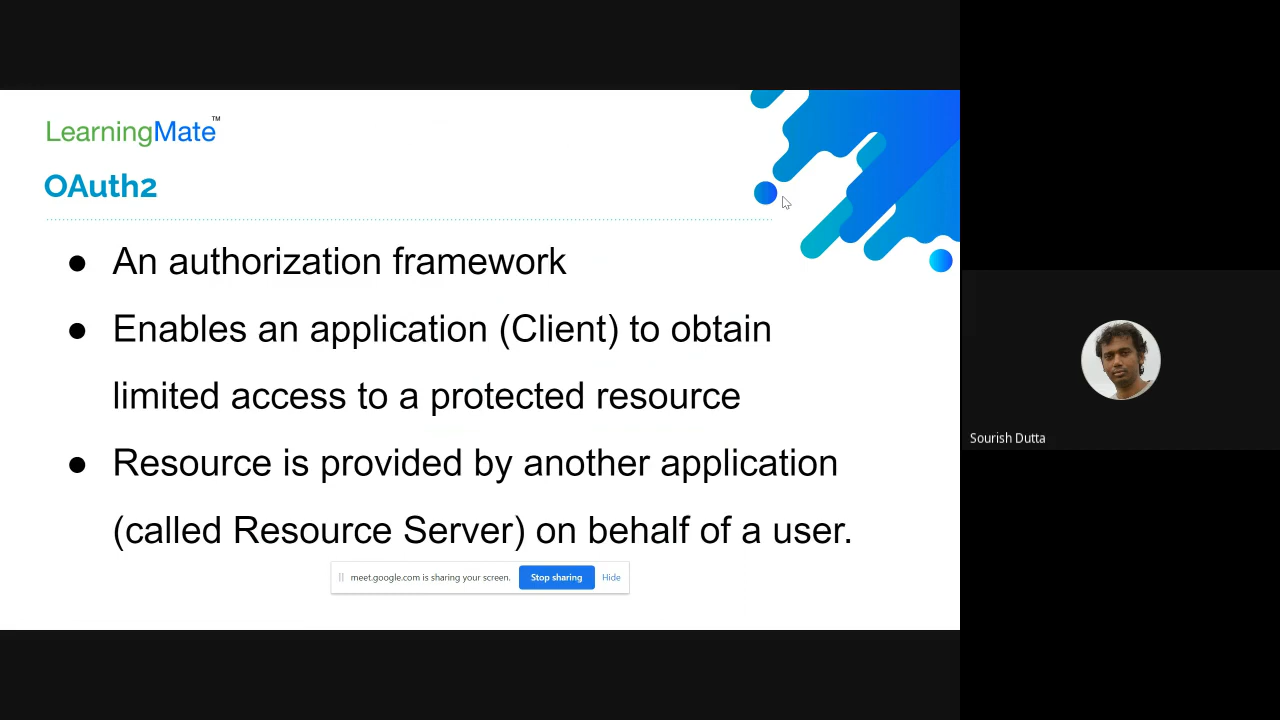 LearningMate™
OAuth2
● An authorization framework
● Enables an application (Client) to obtain
limited access to a protected resource
● Resource is provided by another application
(called Resource Server) on behalf of a user.
meet.google.com is sharing your screen. Stop sharing Hide
Sourish Dutta